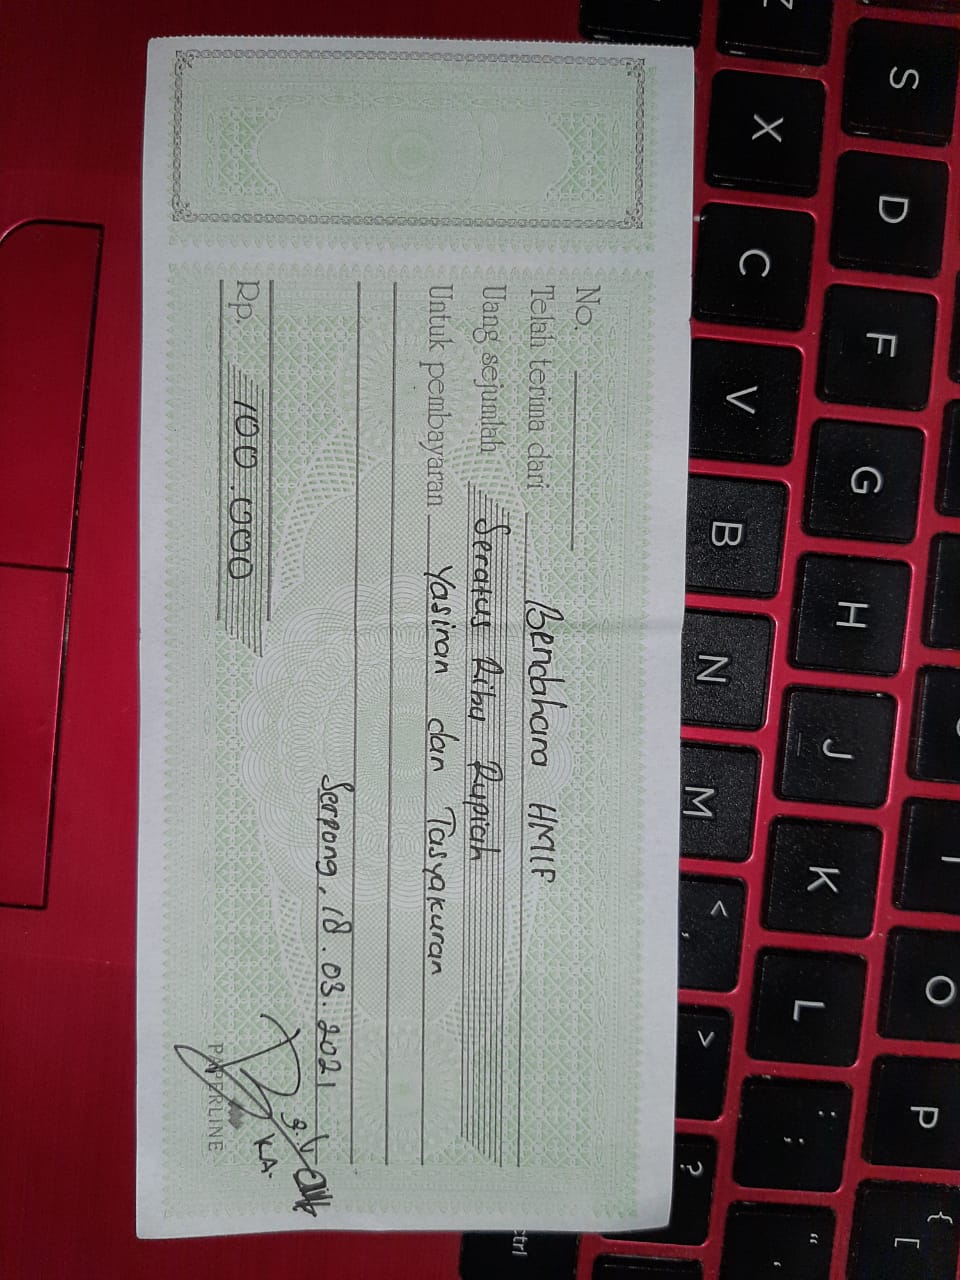 No.
Telah terima dari Bendahara HMIF
Uang sejumlah Seratus Ribu Rupiah
Untuk pembayaran Yasinan dan Tasyakuran
Serpong, 18.03.2021
Rp. 100.000
KA.
PAPERLINE
S D F G H J K L : ;
Z X C V B N M < , > ?
I O P { [
" '
ctrl